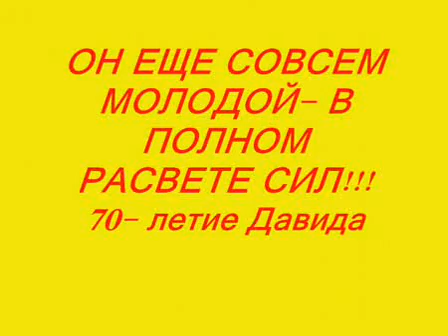 ОН ЕЩЕ СОВСЕМ
МОЛОДОЙ– В
ПОЛНОМ
РАСВЕТЕ СИЛ!!!
70– летие Давида